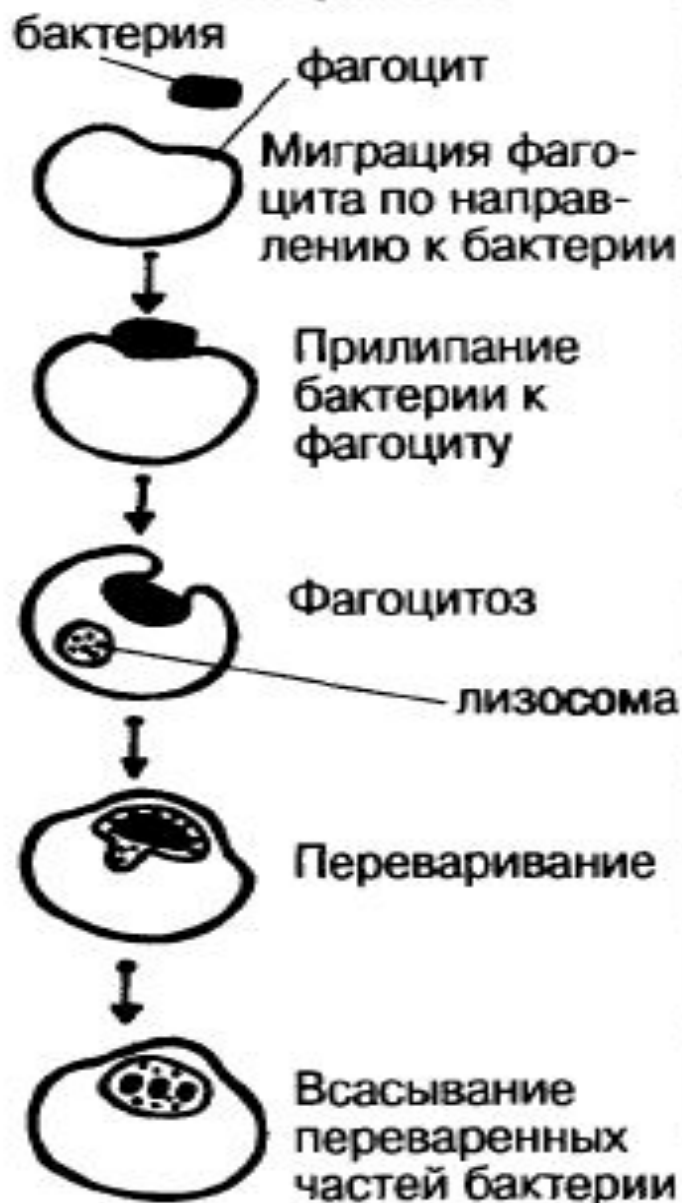 бактерия
фагоцит
Миграция фаго-
цита по направ-
лению к бактерии
Прилипание
бактерии к
фагоциту
Фагоцитоз
лизосома
Переваривание
Всасывание
переваренных
частей бактерии